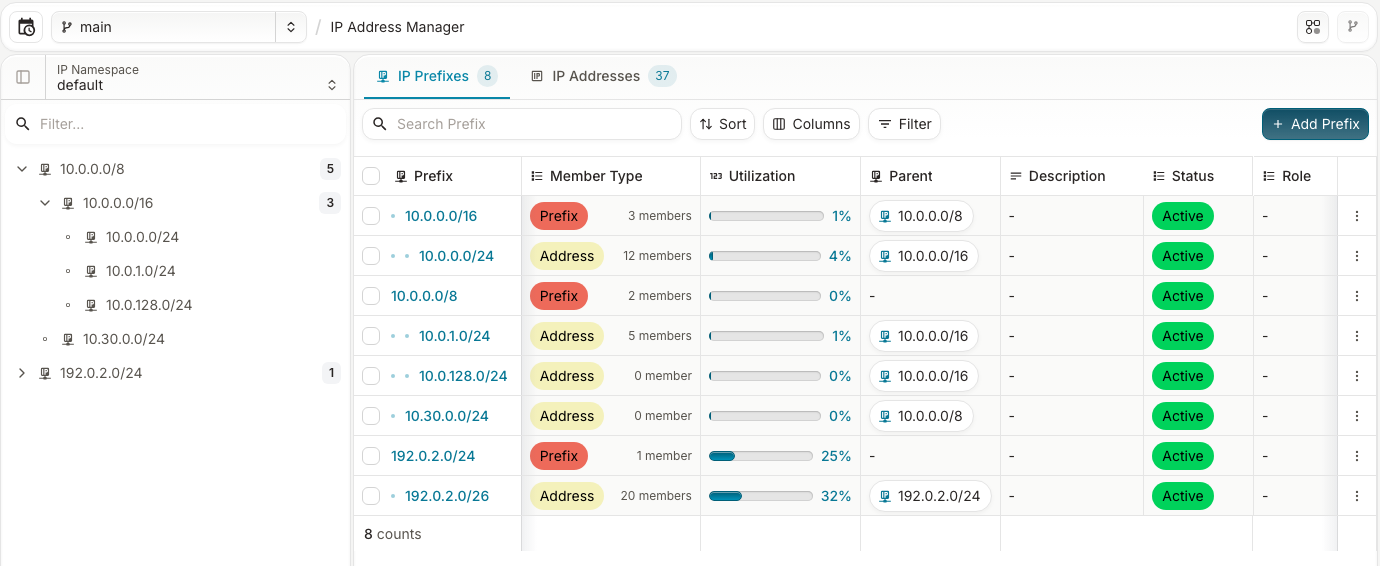 main / IP Address Manager
IP Namespace
default
Filter...
10.0.0.0/8 5
10.0.0.0/16 3
10.0.0.0/24
10.0.1.0/24
10.0.128.0/24
10.30.0.0/24
192.0.2.0/24 1
IP Prefixes 8 IP Addresses 37
Search Prefix Sort Columns Filter + Add Prefix
Prefix Member Type 123 Utilization Parent Description Status Role
10.0.0.0/16 Prefix 3 members 1% 10.0.0.0/8 - Active -
10.0.0.0/24 Address 12 members 4% 10.0.0.0/16 - Active -
10.0.0.0/8 Prefix 2 members 0% - - Active -
10.0.1.0/24 Address 5 members 1% 10.0.0.0/16 - Active -
10.0.128.0/24 Address 0 member 0% 10.0.0.0/16 - Active -
10.30.0.0/24 Address 0 member 0% 10.0.0.0/8 - Active -
192.0.2.0/24 Prefix 1 member 25% - - Active -
192.0.2.0/26 Address 20 members 32% 192.0.2.0/24 - Active -
8 counts